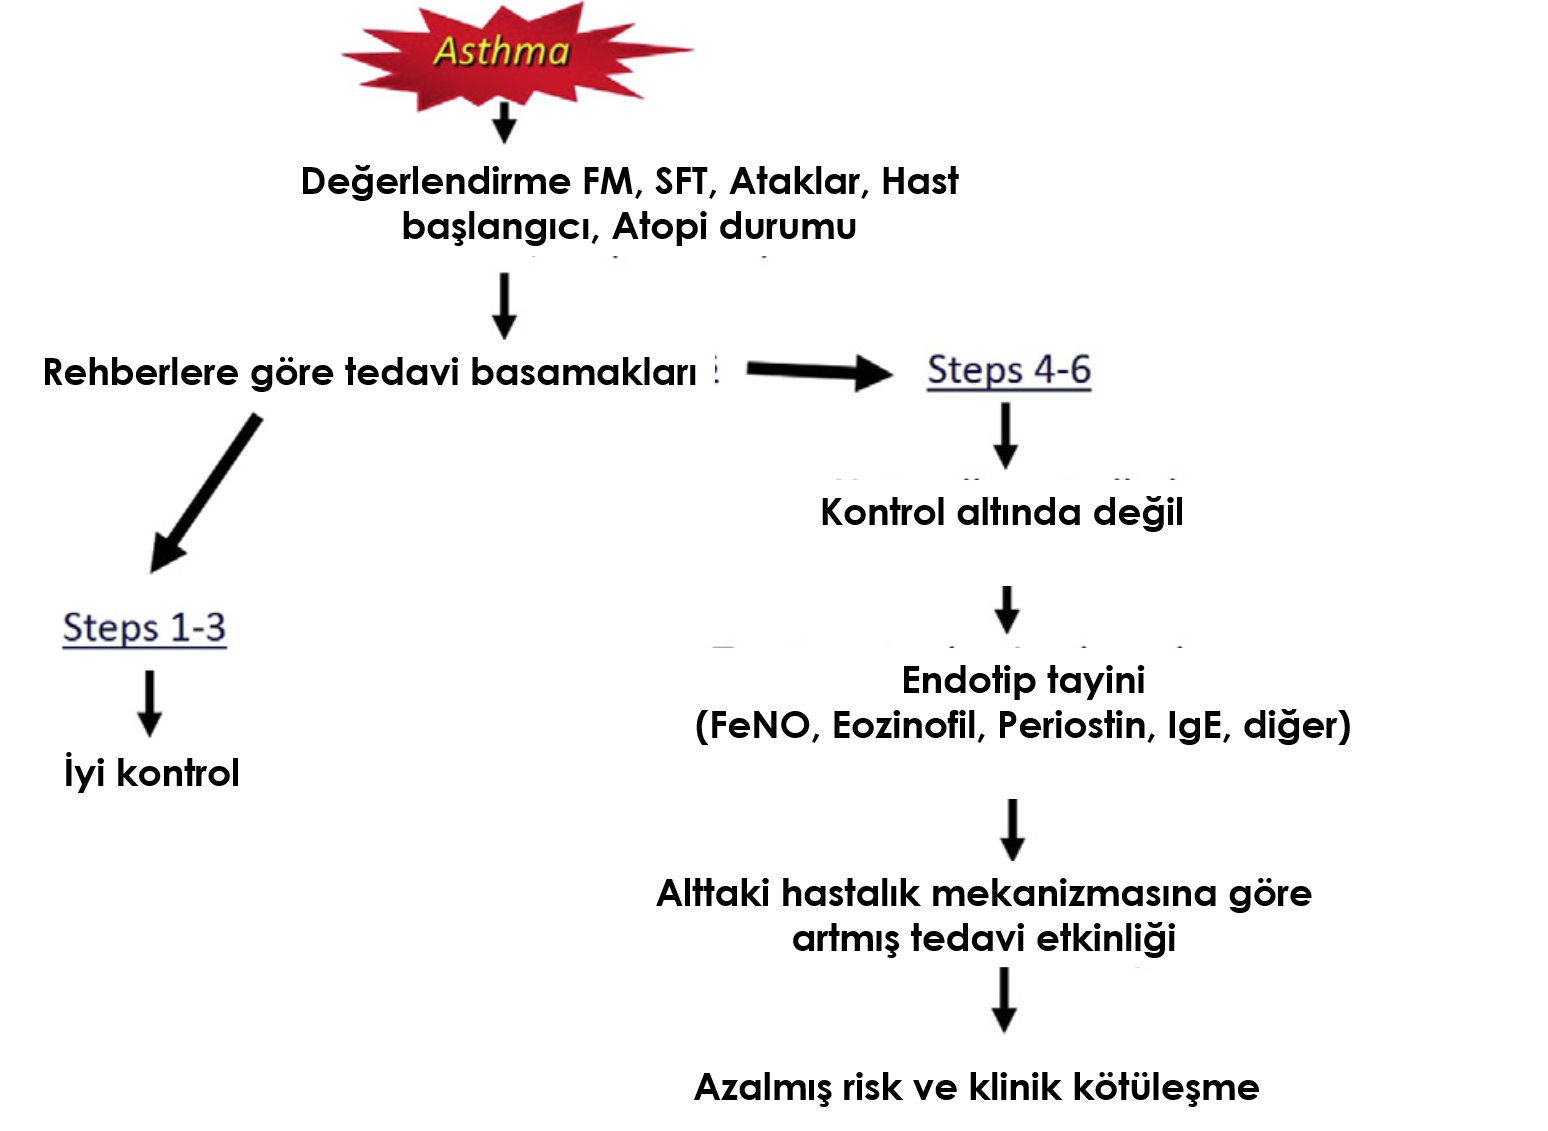 Asthma
Değerlendirme FM, SFT, Ataklar, Hast
başlangıcı, Atopi durumu
Rehberlere göre tedavi basamakları
Steps 4-6
Kontrol altında değil
Steps 1-3
Endotip tayini
(FeNO, Eozinofil, Periostin, IgE, diğer)
İyi kontrol
Alttaki hastalık mekanizmasına göre
artmış tedavi etkinliği
Azalmış risk ve klinik kötüleşme